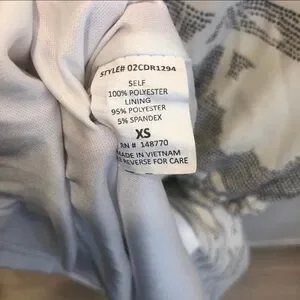 STYLE# 02CDR1294
SELF
100% POLYESTER
LINING
95% POLYESTER
5% SPANDEX
XS
RN # 148770
MADE IN VIETNAM
REVERSE FOR CARE